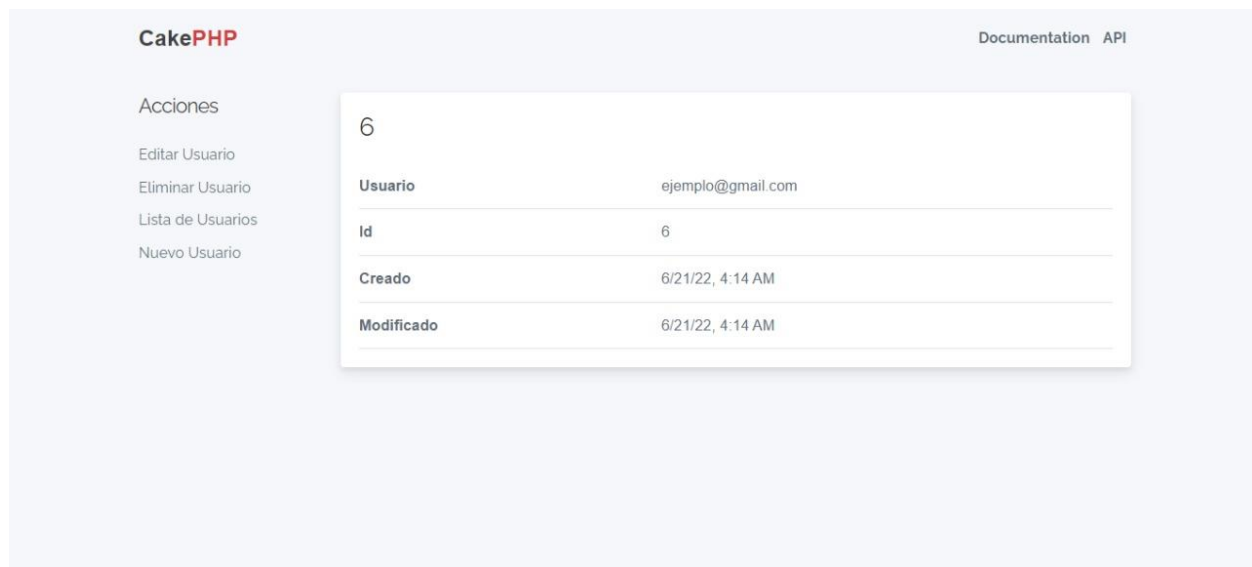 CakePHP
Documentation API
Acciones
Editar Usuario
Eliminar Usuario
Lista de Usuarios
Nuevo Usuario
6
Usuario ejemplo@gmail.com
Id 6
Creado 6/21/22, 4:14 AM
Modificado 6/21/22, 4:14 AM